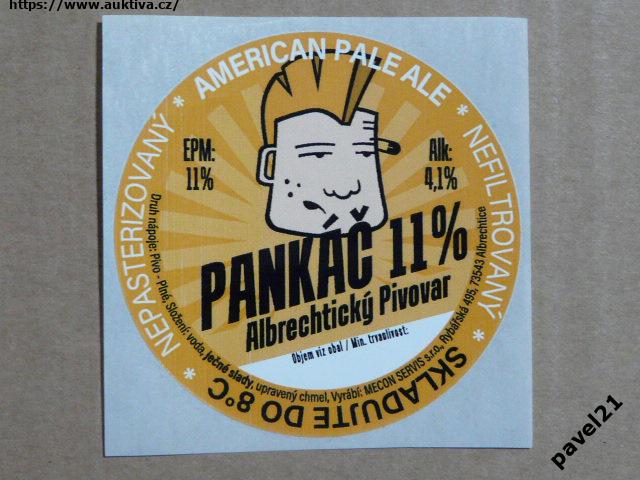 https://www.auktiva.cz/
* AMERICAN PALE ALE *
NEPASTERIZOVANÝ *
NEFILTROVANÝ *
EPM:
11%
Alk:
4,1%
PANKÁČ 11%
Albrechtický Pivovar
Objem viz obal / Min. trvaclivost:
Druh nápoje: Pivo - Plné, Složení: voda, ječné slady, upravený chmel, Vyrábí: MECON SERVIS s.r.o., Rybářská 495, 73543 Albrechtice
SKLADUJTE DO 8°C
pavel21